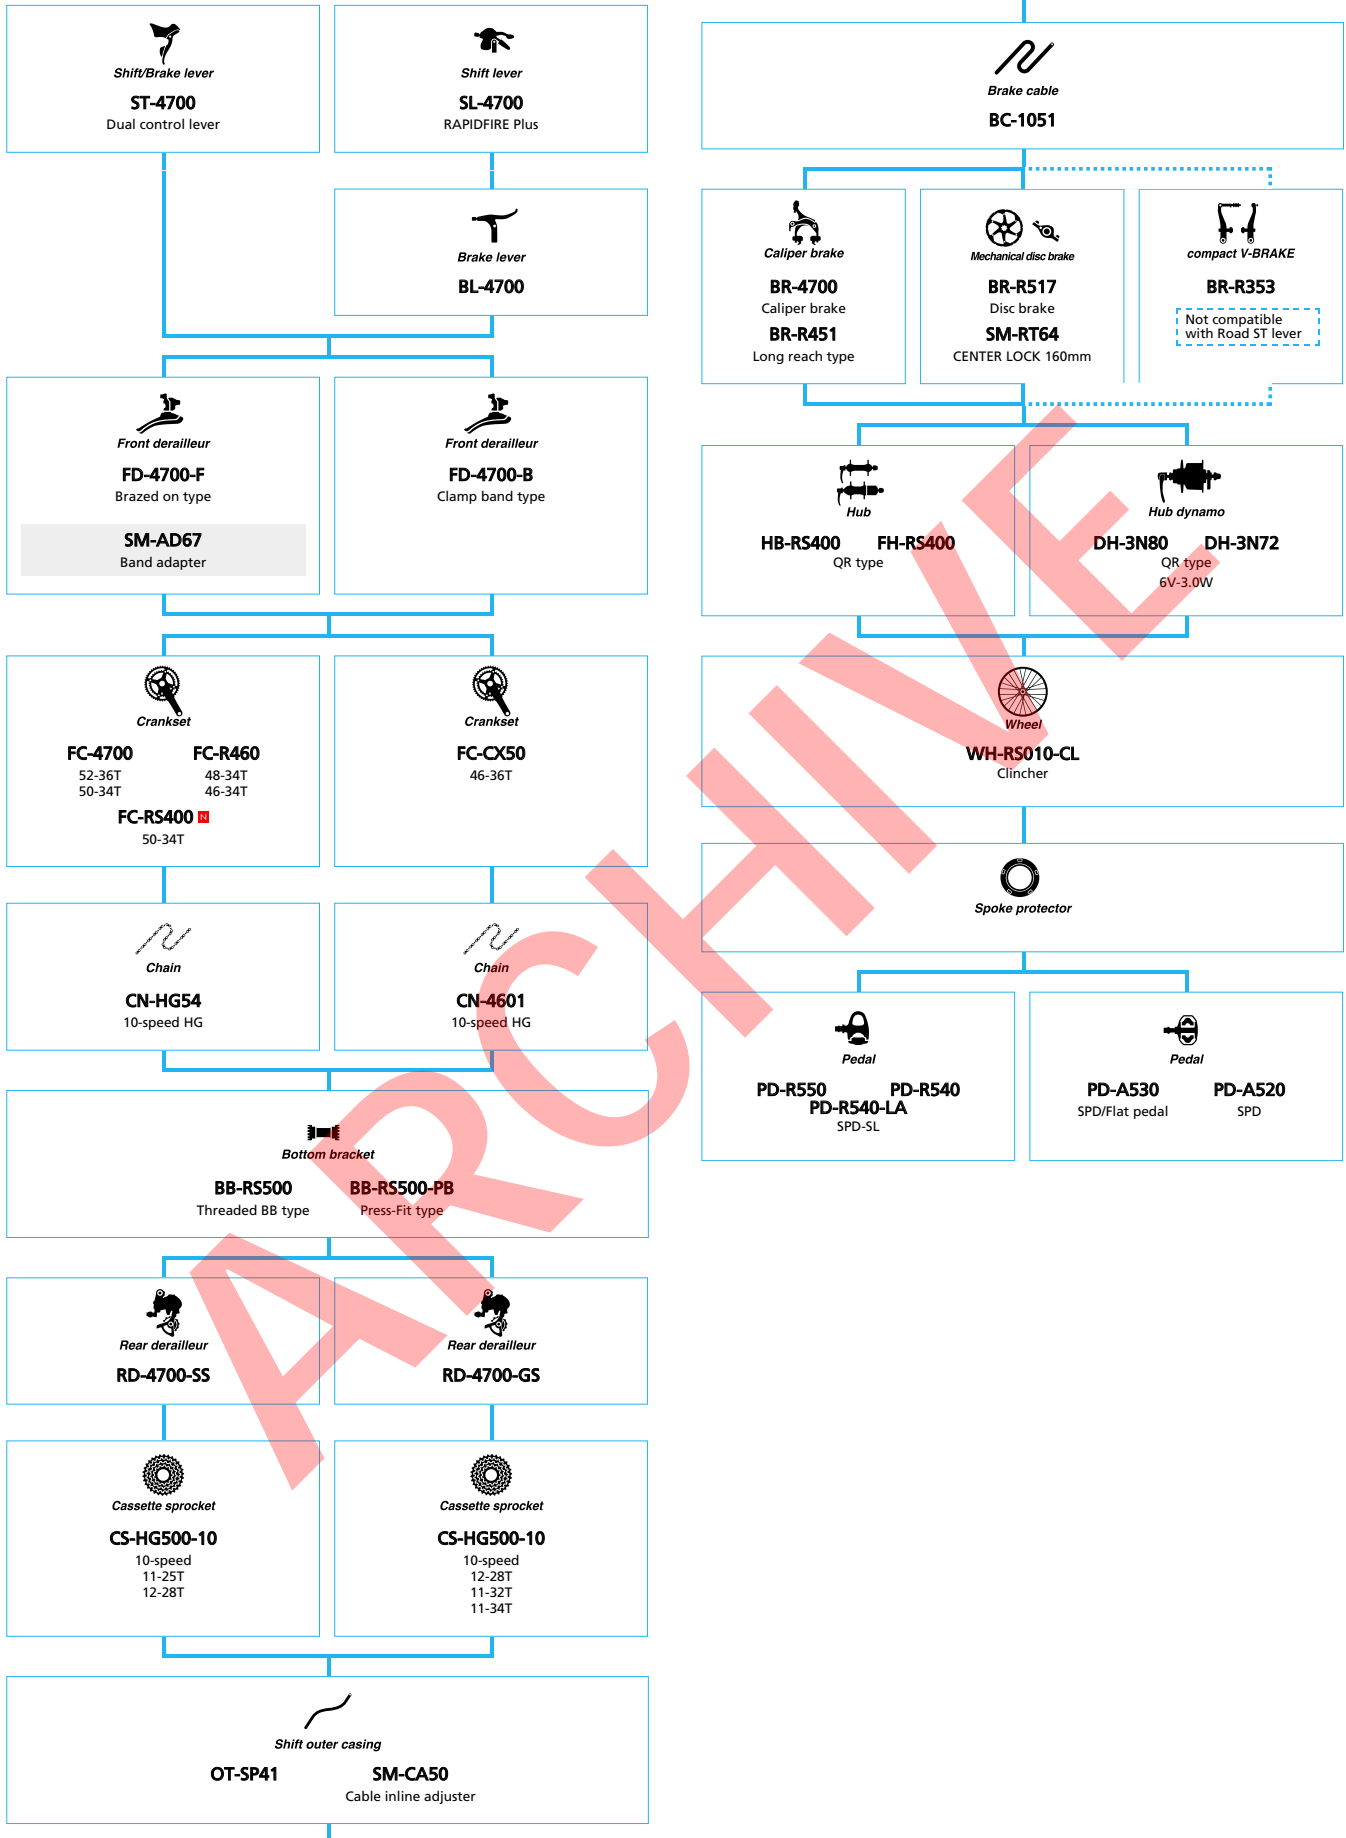 Shift/Brake lever
ST-4700
Dual control lever
Shift lever
SL-4700
RAPIDFIRE Plus
Brake lever
BL-4700
Front derailleur
FD-4700-F
Brazed on type
SM-AD67
Band adapter
Front derailleur
FD-4700-B
Clamp band type
Crankset
FC-4700 FC-R460
52-36T 48-34T
50-34T 46-34T
FC-RS400 N
50-34T
Crankset
FC-CX50
46-36T
Chain
CN-HG54
10-speed HG
Chain
CN-4601
10-speed HG
Bottom bracket
BB-RS500 BB-RS500-PB
Threaded BB type Press-Fit type
Rear derailleur
RD-4700-SS
Rear derailleur
RD-4700-GS
Cassette sprocket
CS-HG500-10
10-speed
11-25T
12-28T
Cassette sprocket
CS-HG500-10
10-speed
12-28T
11-32T
11-34T
Shift outer casing
OT-SP41 SM-CA50
Cable inline adjuster
Brake cable
BC-1051
Caliper brake
BR-4700
Caliper brake
BR-R451
Long reach type
Mechanical disc brake
BR-R517
Disc brake
SM-RT64
CENTER LOCK 160mm
compact V-BRAKE
BR-R353
Not compatible
with Road ST lever
Hub
HB-RS400 FH-RS400
QR type
Hub dynamo
DH-3N80 DH-3N72
QR type
6V-3.0W
Wheel
WH-RS010-CL
Clincher
Spoke protector
Pedal
PD-R550 PD-R540
PD-R540-LA
SPD-SL
Pedal
PD-A530 PD-A520
SPD/Flat pedal SPD
ARCHIVE